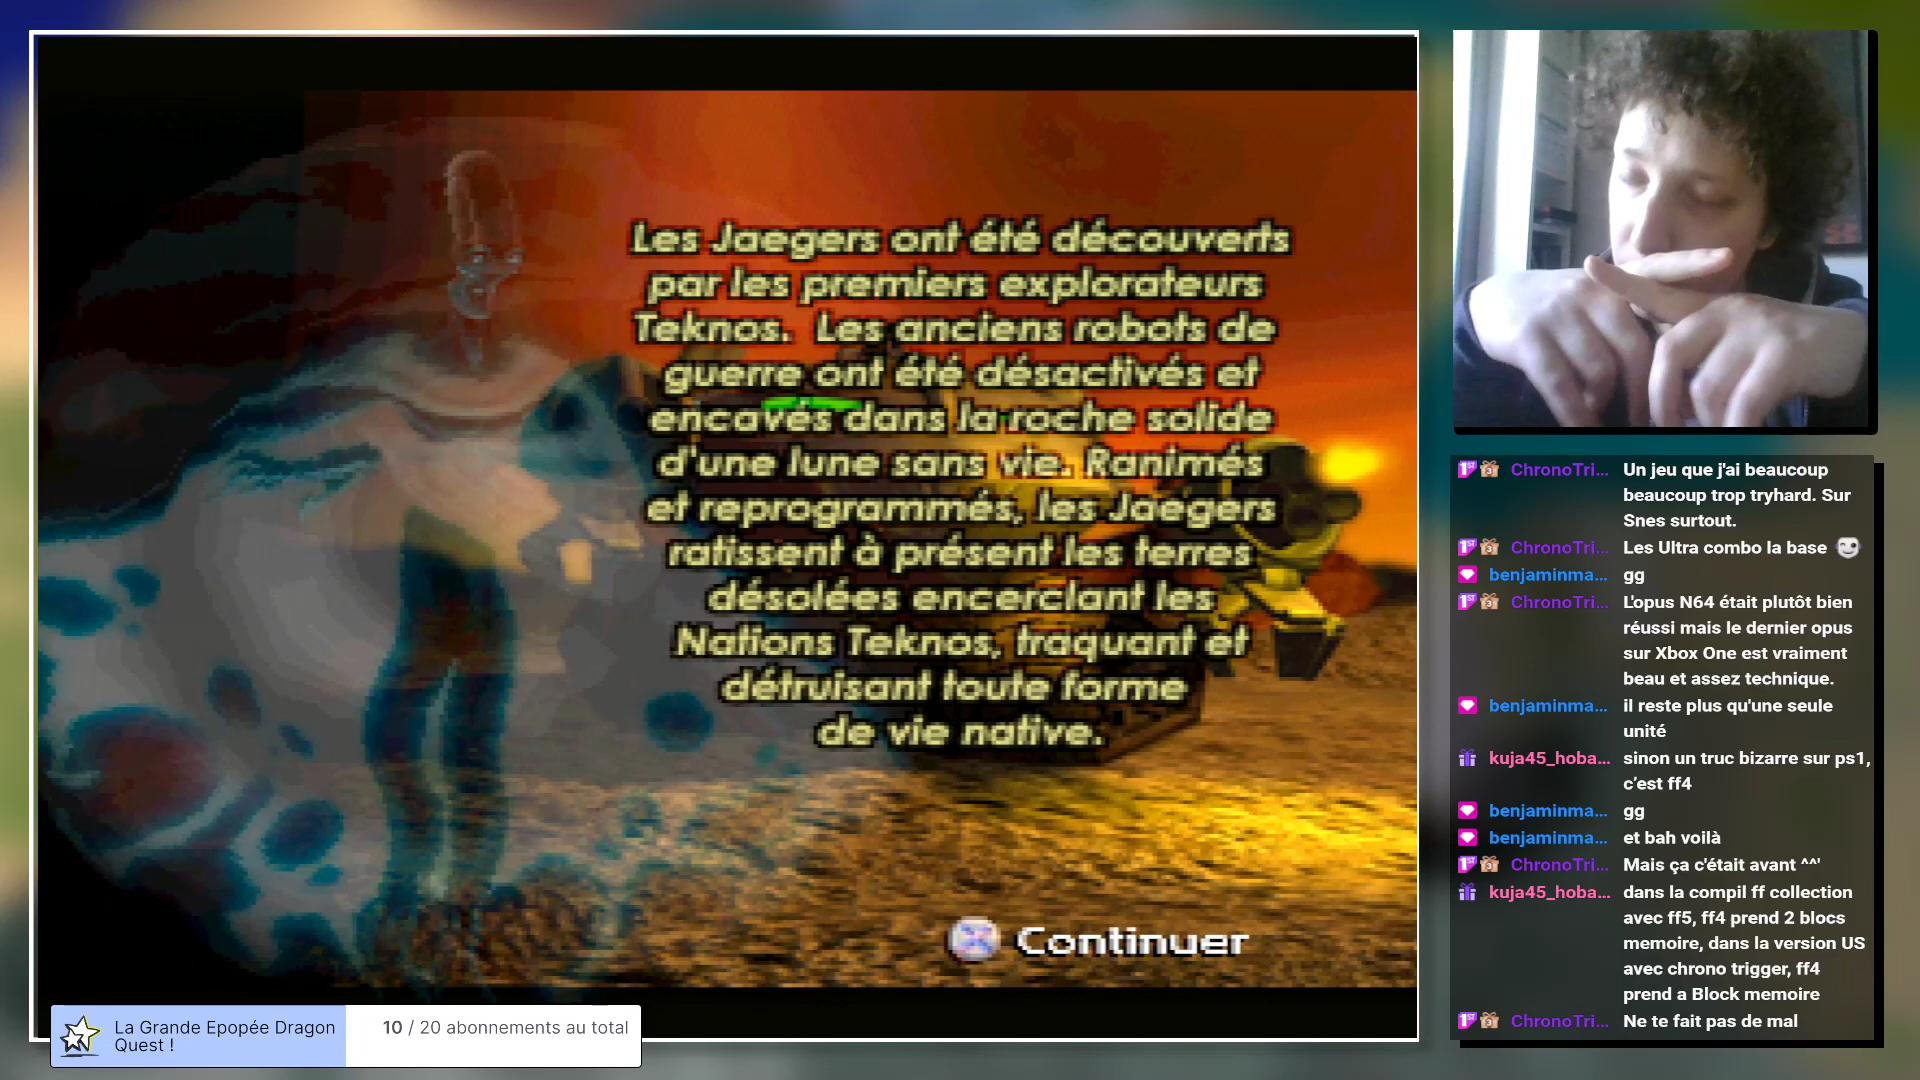 Les Jaegers ont été découverts
par les premiers explorateurs
Teknos. Les anciens robots de
guerre ont été désactivés et
encavés dans la roche solide
d'une lune sans vie. Ranimés
et reprogrammés, les Jaegers
ratissent à présent les terres
désolées encerclant les
Nations Teknos, traquant et
détruisant toute forme
de vie native.
Continuer
La Grande Epopée Dragon
Quest !
10 / 20 abonnements au total
ChronoTri... Un jeu que j'ai beaucoup
beaucoup trop tryhard. Sur
Snes surtout.
ChronoTri... Les Ultra combo la base
benjaminma... gg
ChronoTri... L'opus N64 était plutôt bien
réussi mais le dernier opus
sur Xbox One est vraiment
beau et assez technique.
benjaminma... il reste plus qu'une seule
unité
kuja45_hoba... sinon un truc bizarre sur ps1,
c'est ff4
benjaminma... gg
benjaminma... et bah voilà
ChronoTri... Mais ça c'était avant ^^'
kuja45_hoba... dans la compil ff collection
avec ff5, ff4 prend 2 blocs
memoire, dans la version US
avec chrono trigger, ff4
prend a Block memoire
ChronoTri... Ne te fait pas de mal